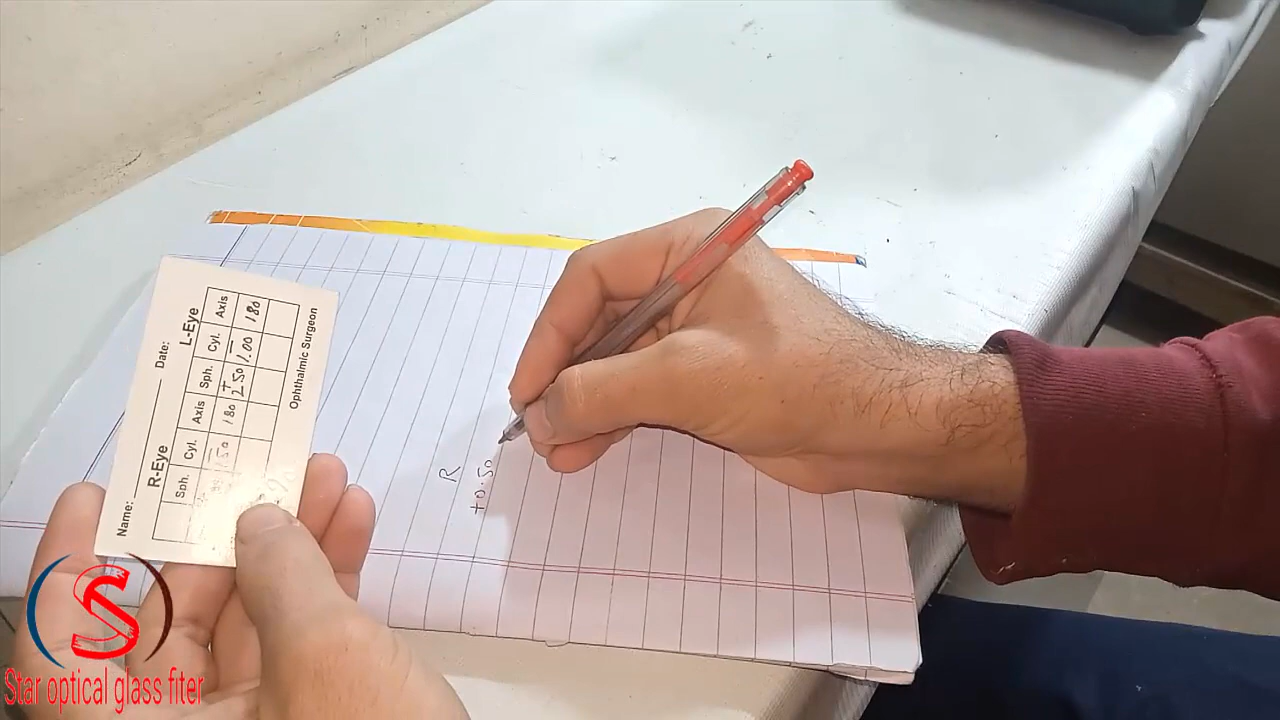 Name: ________ Date:
R-Eye L-Eye
Sph. Cyl. Axis Sph. Cyl. Axis
180 + 2.50 - 1.00 180
Ophthalmic Surgeon
R
+0.50
S
Star optical glass fiter